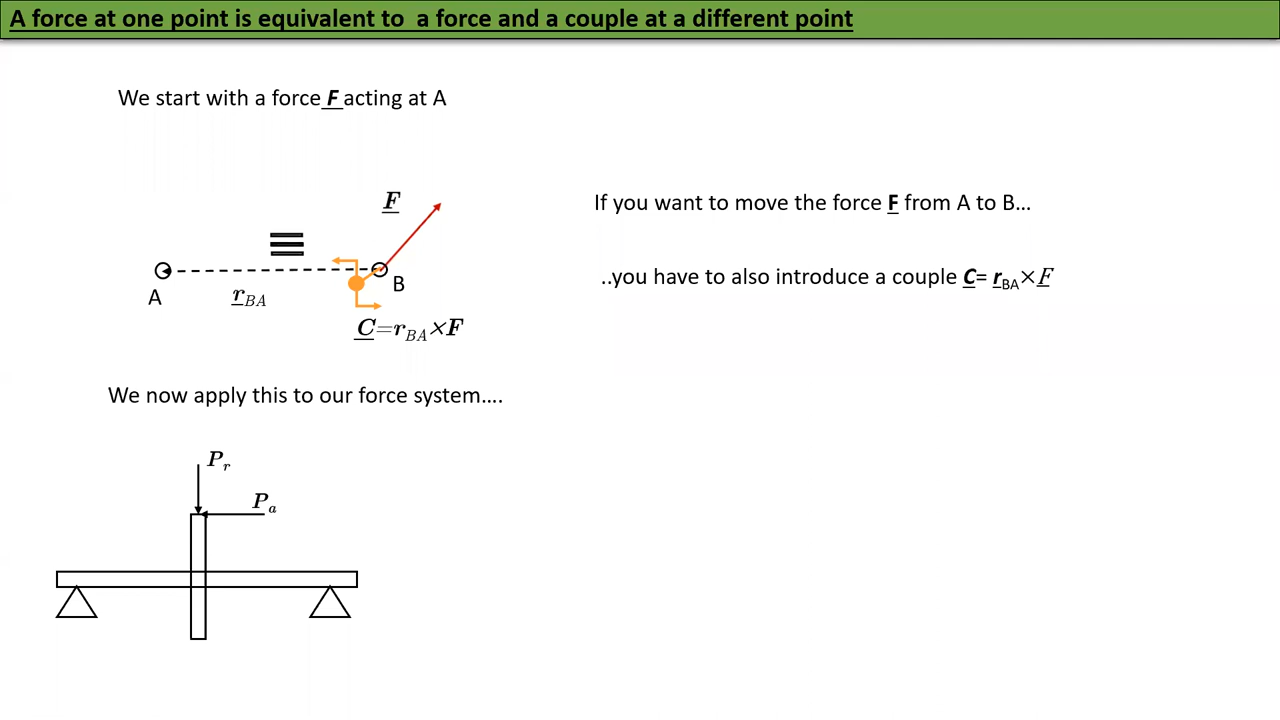 A force at one point is equivalent to  a force and a couple at a different point
We start with a force F acting at A
F
If you want to move the force F from A to B...
A
B
r_BA
..you have to also introduce a couple C= r_BA×F
C=r_BA×F
We now apply this to our force system....
P_r
P_a